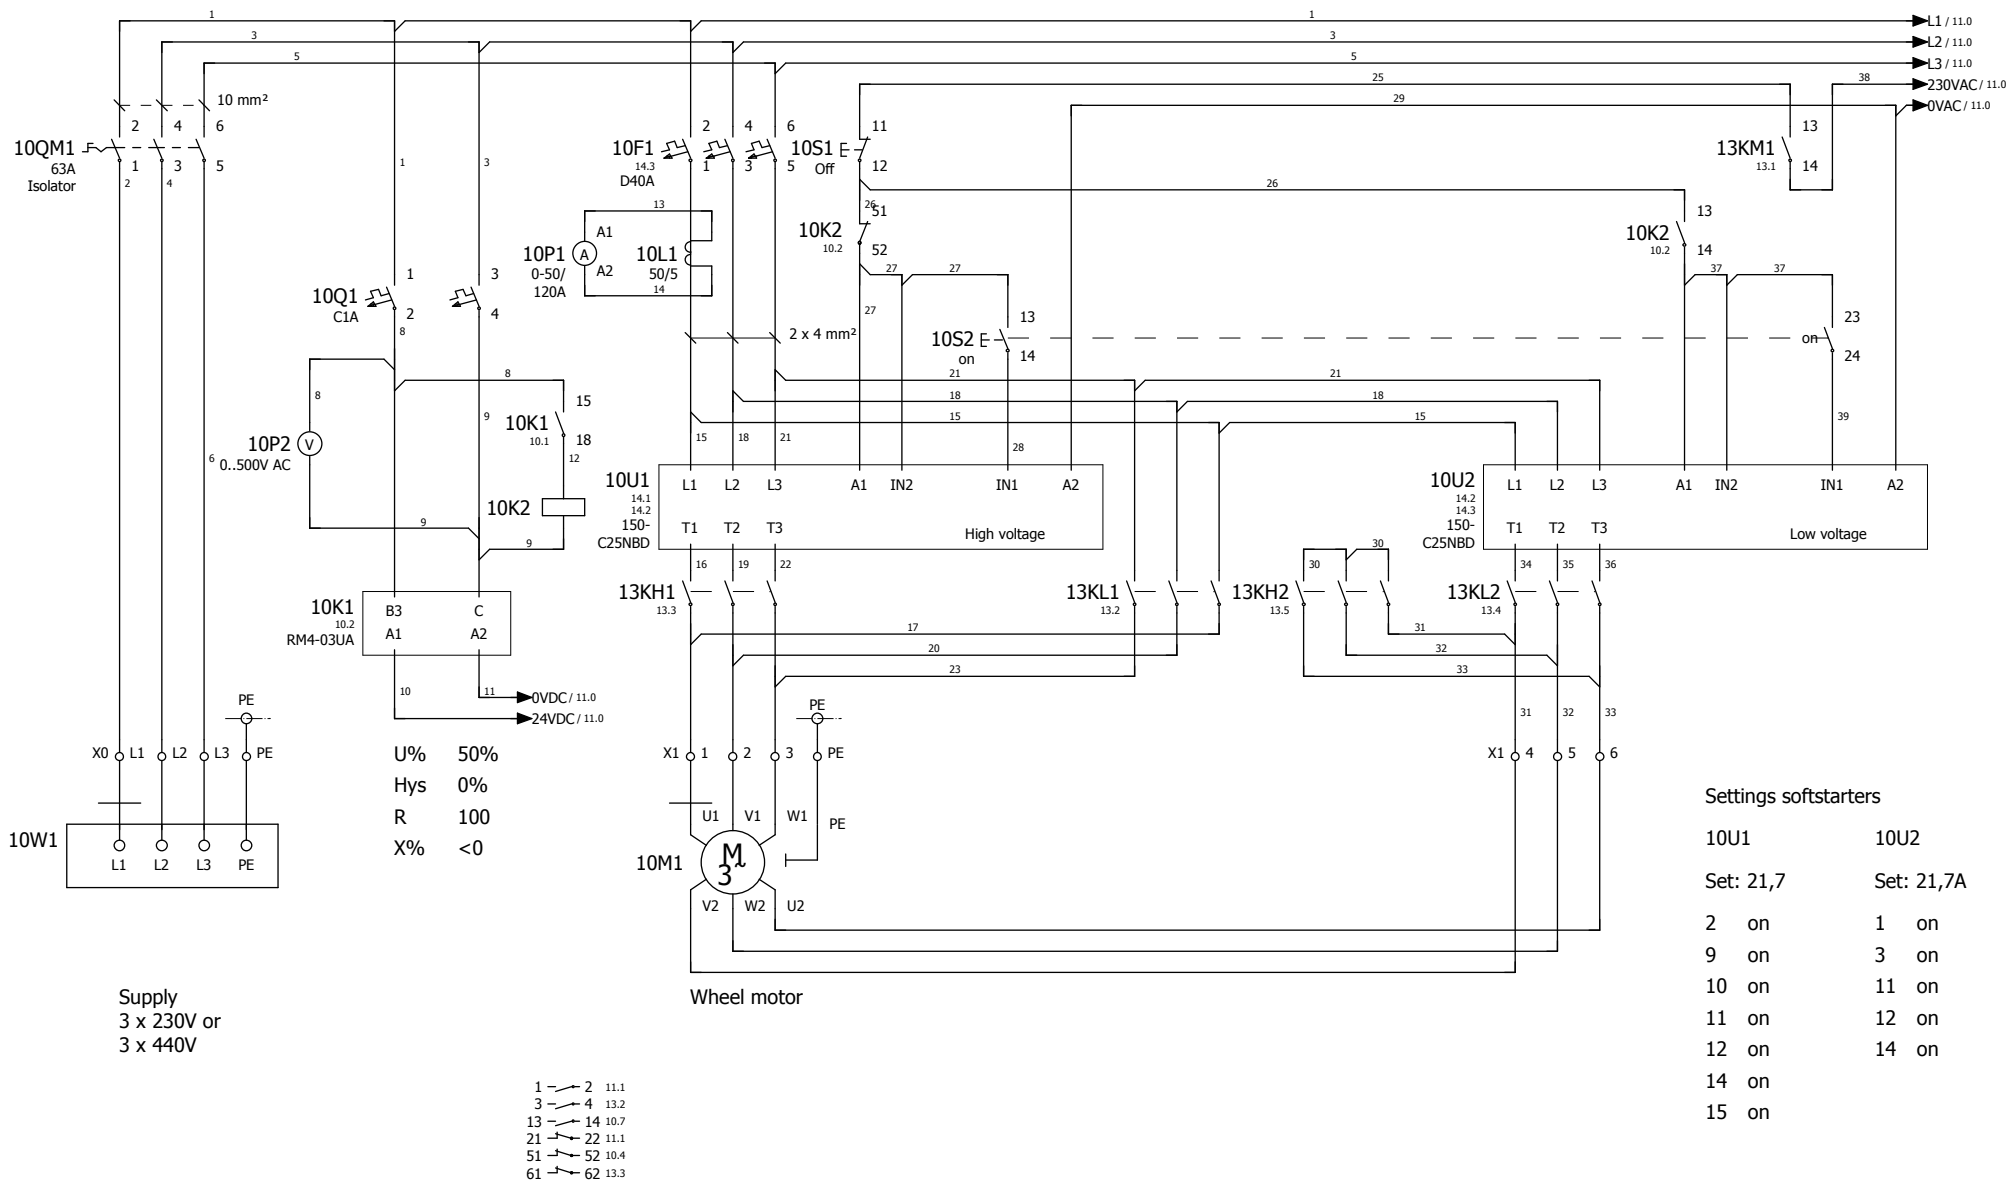 1
1
3
3
5
5
L1 / 11.0
L2 / 11.0
L3 / 11.0
230VAC / 11.0
0VAC / 11.0
25
38
29
10 mm²
2 4 6
10QM1
63A
Isolator
1 3 5
2 4
6
1 3
2 4 6
10F1
14.3
D40A
1 3 5
11
10S1
Off
12
13
13KM1
13.1
14
26
26
51
10K2
10.2
52
13
10K2
10.2
14
13
A1
10P1
A
0-50/
120A
A2
10L1
50/5
14
27 27
27
37 37
1 3
10Q1
C1A
2 4
8
13
10S2
on
14
23
on
24
2 x 4 mm²
8
8
9
15
10K1
10.1
18
12
10P2
V
0..500V AC
10K2
9
9
21 21
18 18
15 15
15 18 21
28
39
10U1
14.1
14.2
150-
C25NBD
L1 L2 L3 A1 IN2 IN1 A2
T1 T2 T3
High voltage
10U2
14.2
14.3
150-
C25NBD
L1 L2 L3 A1 IN2 IN1 A2
T1 T2 T3
Low voltage
16 19 22
30
30
34 35 36
13KH1
13.3
13KL1
13.2
13KH2
13.5
13KL2
13.4
10K1
10.2
RM4-03UA
B3 C
A1 A2
17
20
23
31
32
33
10 11
0VDC / 11.0
24VDC / 11.0
PE
PE
31 32 33
X0 L1 L2 L3 PE
X1 1 2 3 PE
X1 4 5 6
U% 50%
Hys 0%
R 100
X% <0
10W1
L1 L2 L3 PE
U1 V1 W1 PE
10M1
M
3~
V2 W2 U2
Settings softstarters
10U1 10U2
Set: 21,7 Set: 21,7A
2 on 1 on
9 on 3 on
10 on 11 on
11 on 12 on
12 on 14 on
14 on
15 on
Supply
3 x 230V or
3 x 440V
Wheel motor
1 2 11.1
3 4 13.2
13 14 10.7
21 22 11.1
51 52 10.4
61 62 13.3